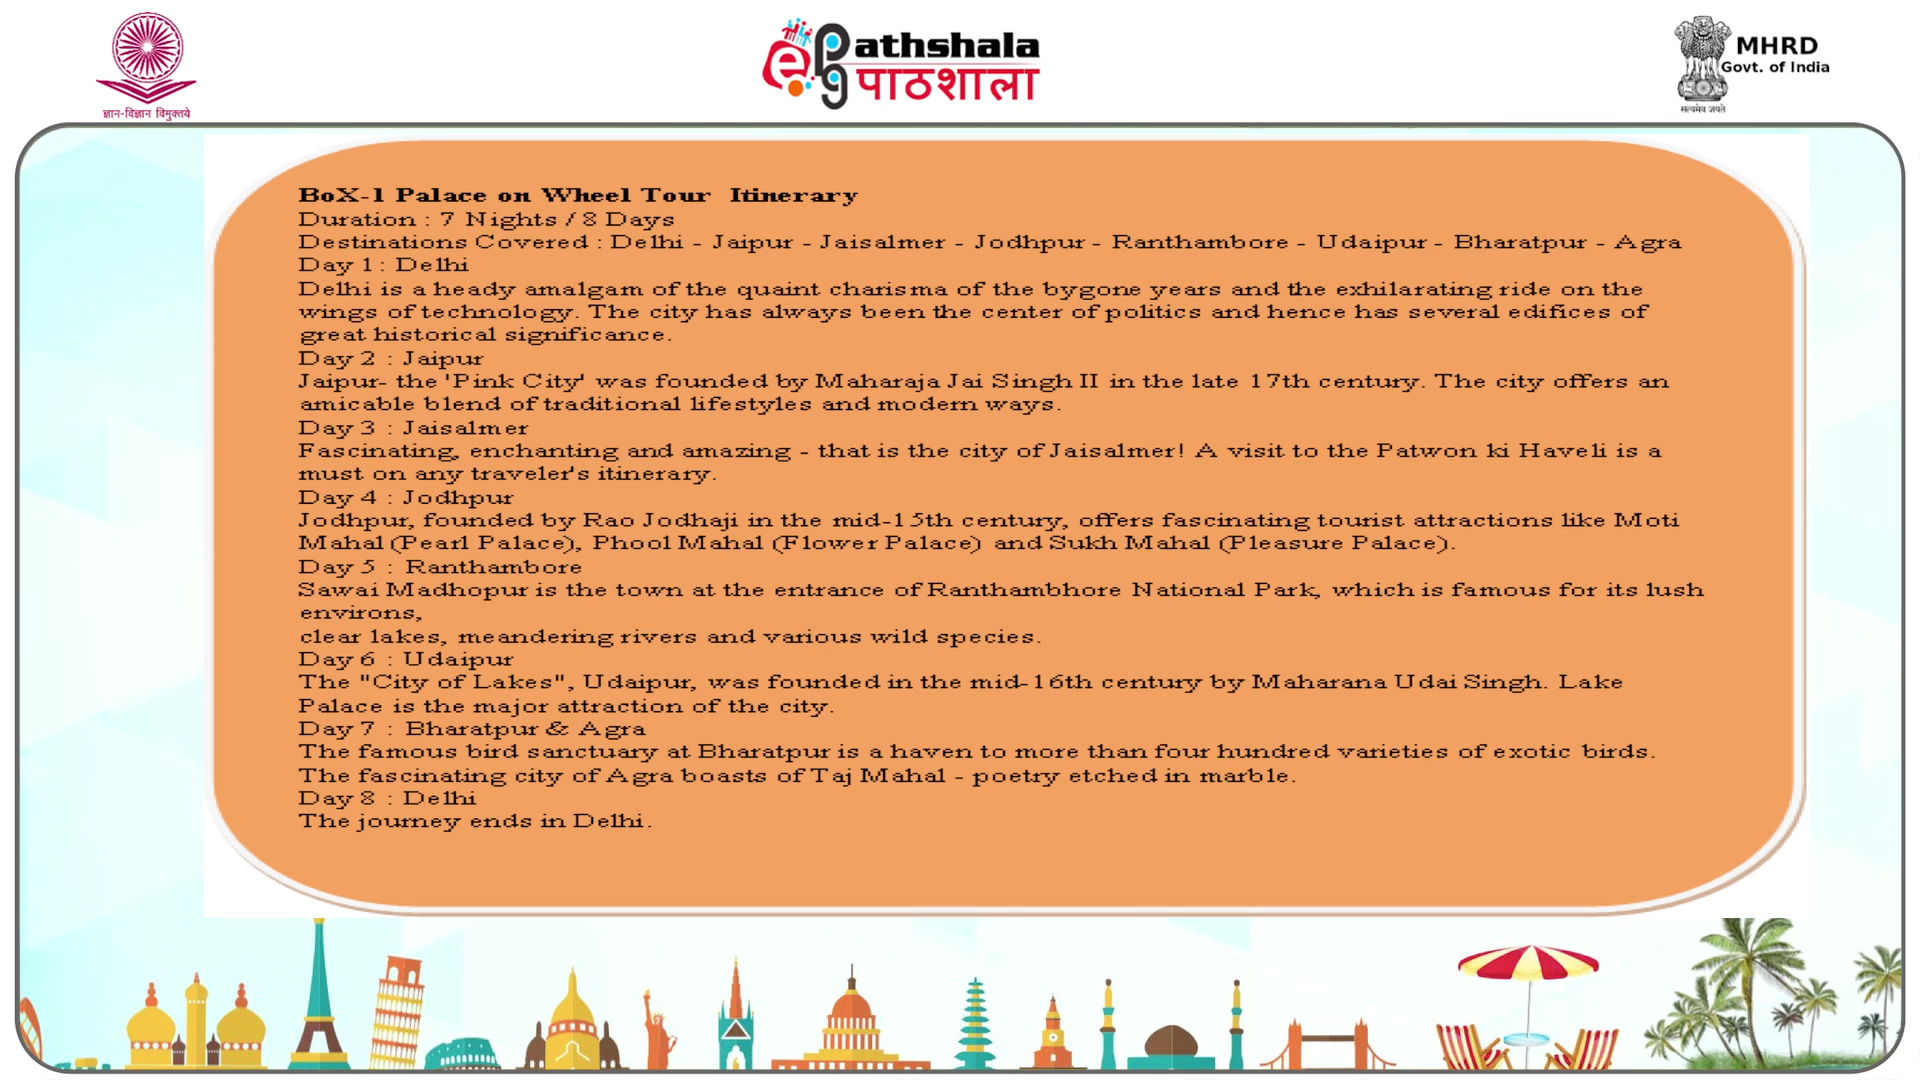 ज्ञान-विज्ञान विमुक्तये
ePathshala
पाठशाला
MHRD
Govt. of India
सत्यमेव जयते
BoX-1 Palace on Wheel Tour Itinerary
Duration : 7 Nights / 8 Days
Destinations Covered : Delhi - Jaipur - Jaisalmer - Jodhpur - Ranthambore - Udaipur - Bharatpur - Agra
Day 1 : Delhi
Delhi is a heady amalgam of the quaint charisma of the bygone years and the exhilarating ride on the
wings of technology. The city has always been the center of politics and hence has several edifices of
great historical significance.
Day 2 : Jaipur
Jaipur- the 'Pink City' was founded by Maharaja Jai Singh II in the late 17th century. The city offers an
amicable blend of traditional lifestyles and modern ways.
Day 3 : Jaisalmer
Fascinating, enchanting and amazing - that is the city of Jaisalmer! A visit to the Patwon ki Haveli is a
must on any traveler's itinerary.
Day 4 : Jodhpur
Jodhpur, founded by Rao Jodhaji in the mid-15th century, offers fascinating tourist attractions like Moti
Mahal (Pearl Palace), Phool Mahal (Flower Palace) and Sukh Mahal (Pleasure Palace).
Day 5 : Ranthambore
Sawai Madhopur is the town at the entrance of Ranthambhore National Park, which is famous for its lush
environs,
clear lakes, meandering rivers and various wild species.
Day 6 : Udaipur
The "City of Lakes", Udaipur, was founded in the mid-16th century by Maharana Udai Singh. Lake
Palace is the major attraction of the city.
Day 7 : Bharatpur & Agra
The famous bird sanctuary at Bharatpur is a haven to more than four hundred varieties of exotic birds.
The fascinating city of Agra boasts of Taj Mahal - poetry etched in marble.
Day 8 : Delhi
The journey ends in Delhi.